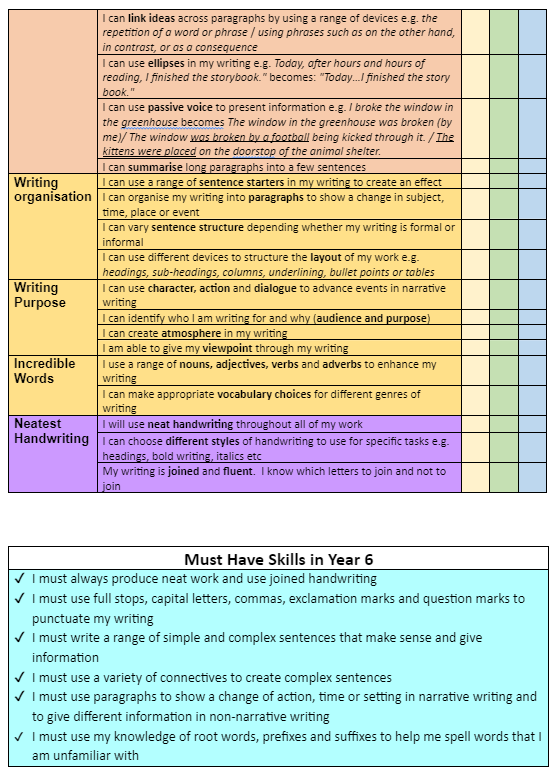 I can link ideas across paragraphs by using a range of devices e.g. the
repetition of a word or phrase / using phrases such as on the other hand,
in contrast, or as a consequence
I can use ellipses in my writing e.g. Today, after hours and hours of
reading, I finished the storybook." becomes: "Today...I finished the story
book."
I can use passive voice to present information e.g. I broke the window in
the greenhouse becomes The window in the greenhouse was broken (by
me)/ The window was broken by a football being kicked through it. / The
kittens were placed on the doorstop of the animal shelter.
I can summarise long paragraphs into a few sentences
Writing
organisation
I can use a range of sentence starters in my writing to create an effect
I can organise my writing into paragraphs to show a change in subject,
time, place or event
I can vary sentence structure depending whether my writing is formal or
informal
I can use different devices to structure the layout of my work e.g.
headings, sub-headings, columns, underlining, bullet points or tables
Writing
Purpose
I can use character, action and dialogue to advance events in narrative
writing
I can identify who I am writing for and why (audience and purpose)
I can create atmosphere in my writing
I am able to give my viewpoint through my writing
Incredible
Words
I use a range of nouns, adjectives, verbs and adverbs to enhance my
writing
I can make appropriate vocabulary choices for different genres of
writing
Neatest
Handwriting
I will use neat handwriting throughout all of my work
I can choose different styles of handwriting to use for specific tasks e.g.
headings, bold writing, italics etc
My writing is joined and fluent. I know which letters to join and not to
join
Must Have Skills in Year 6
✓ I must always produce neat work and use joined handwriting
✓ I must use full stops, capital letters, commas, exclamation marks and question marks to
punctuate my writing
✓ I must write a range of simple and complex sentences that make sense and give
information
✓ I must use a variety of connectives to create complex sentences
✓ I must use paragraphs to show a change of action, time or setting in narrative writing and
to give different information in non-narrative writing
✓ I must use my knowledge of root words, prefixes and suffixes to help me spell words that I
am unfamiliar with